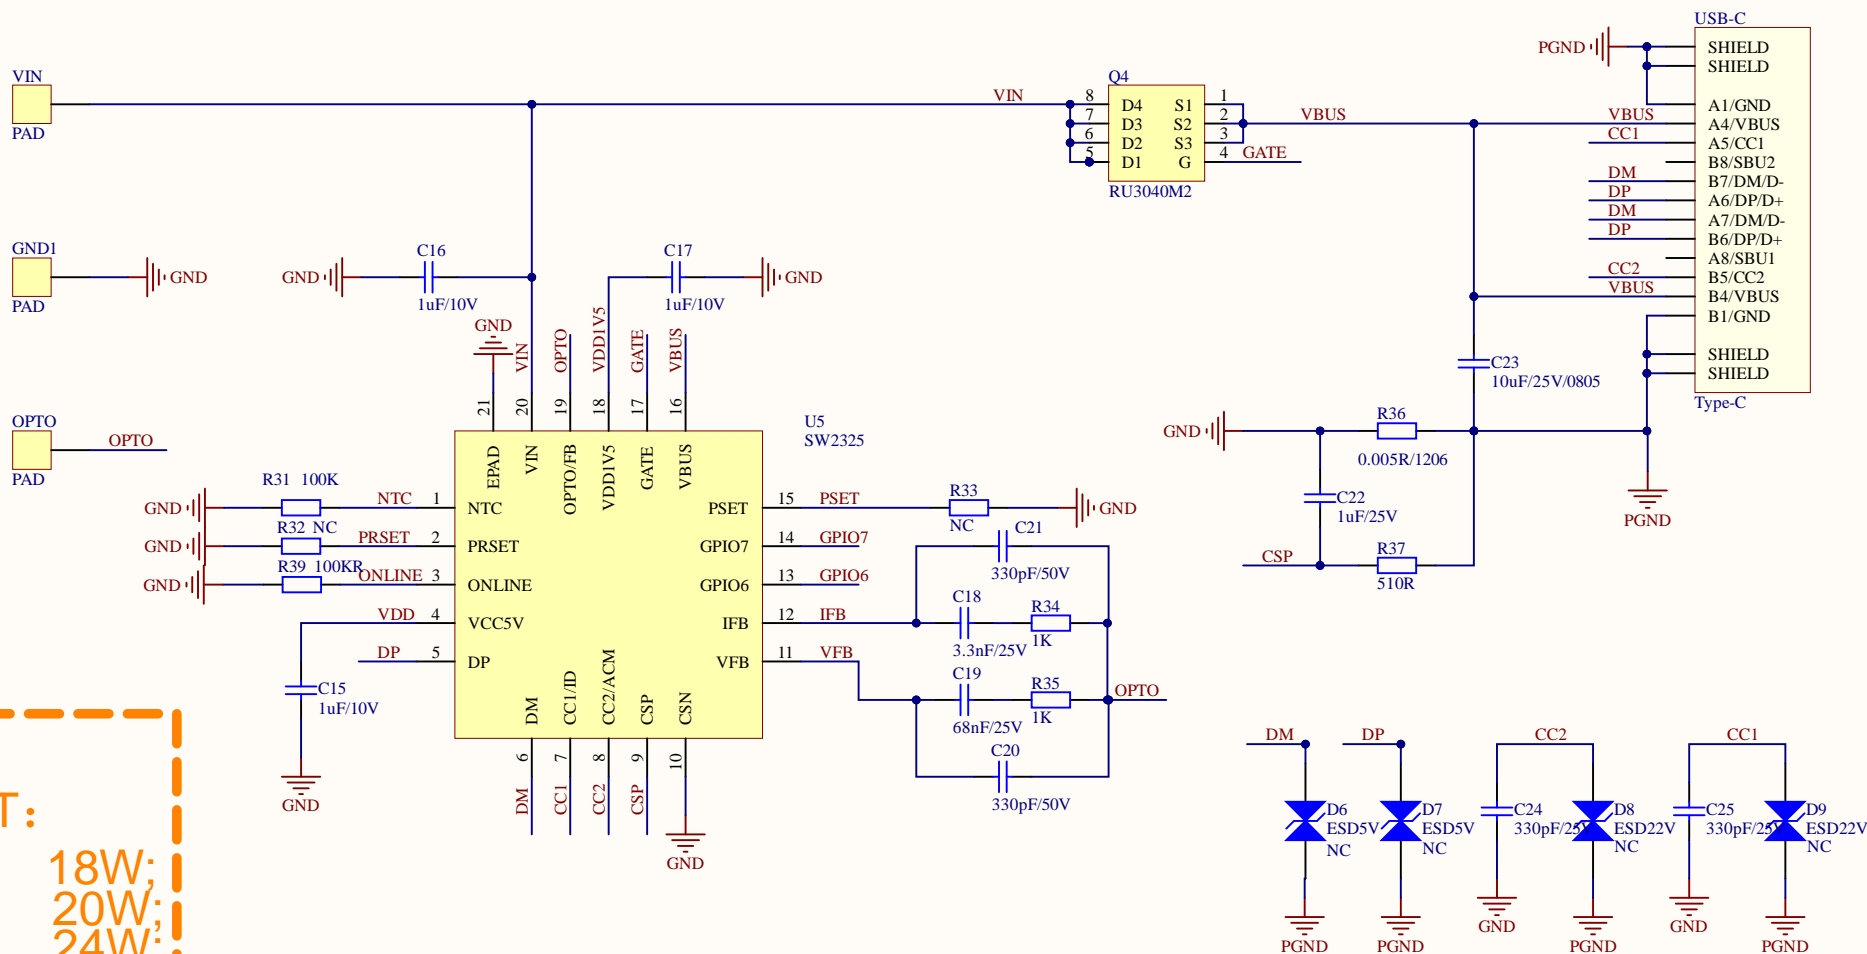 USB-C
PGND
SHIELD
SHIELD
A1/GND
VBUS
A4/VBUS
CC1
A5/CC1
B8/SBU2
DM
B7/DM/D-
DP
A6/DP/D+
DM
A7/DM/D-
DP
B6/DP/D+
A8/SBU1
CC2
B5/CC2
VBUS
B4/VBUS
B1/GND
SHIELD
SHIELD
Type-C
VIN
PAD
VIN
Q4
8 D4 S1 1
7 D3 S2 2
6 D2 S3 3
5 D1 G 4
RU3040M2
VBUS
GATE
GND1
PAD
GND
GND
C16
1uF/10V
C17
1uF/10V
GND
OPTO
PAD
OPTO
GND
VIN
OPTO
VDD1V5
GATE
VBUS
21
20
19
18
17
16
U5
SW2325
EPAD
VIN
OPTO/FB
VDD1V5
GATE
VBUS
GND
R31 100K
NTC
1
NTC
GND
R32 NC
PRSET
2
PRSET
GND
R39 100KR
ONLINE
3
ONLINE
VDD
4
VCC5V
DP
5
DP
C15
1uF/10V
GND
DM
CC1/ID
CC2/ACM
CSP
CSN
6
7
8
9
10
DM
CC1
CC2
CSP
GND
PSET
15
PSET
R33
NC
GND
GPIO7
14
GPIO7
GPIO6
13
GPIO6
IFB
12
IFB
VFB
11
VFB
C21
330pF/50V
C18
3.3nF/25V
R34
1K
C19
68nF/25V
R35
1K
C20
330pF/50V
OPTO
C23
10uF/25V/0805
GND
R36
0.005R/1206
C22
1uF/25V
CSP
R37
510R
PGND
DM
D6
ESD5V
NC
PGND
DP
D7
ESD5V
NC
PGND
CC2
C24
330pF/25V
GND
D8
ESD22V
NC
PGND
CC1
C25
330pF/25V
GND
D9
ESD22V
NC
PGND
T:
18W;
20W;
24W;